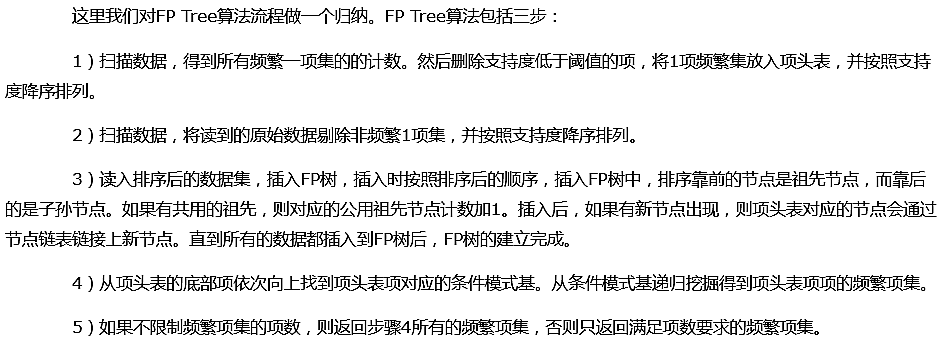 这里我们对FP Tree算法流程做一个归纳。FP Tree算法包括三步：
1）扫描数据，得到所有频繁一项集的的计数。然后删除支持度低于阈值的项，将1项频繁集放入项头表，并按照支持
度降序排列。
2）扫描数据，将读到的原始数据剔除非频繁1项集，并按照支持度降序排列。
3）读入排序后的数据集，插入FP树，插入时按照排序后的顺序，插入FP树中，排序靠前的节点是祖先节点，而靠后
的是子孙节点。如果有共用的祖先，则对应的公用祖先节点计数加1。插入后，如果有新节点出现，则项头表对应的节点会通过
节点链表链接上新节点。直到所有的数据都插入到FP树后，FP树的建立完成。
4）从项头表的底部项依次向上找到项头表项对应的条件模式基。从条件模式基递归挖掘得到项头表项项的频繁项集。
5）如果不限制频繁项集的项数，则返回步骤4所有的频繁项集，否则只返回满足项数要求的频繁项集。